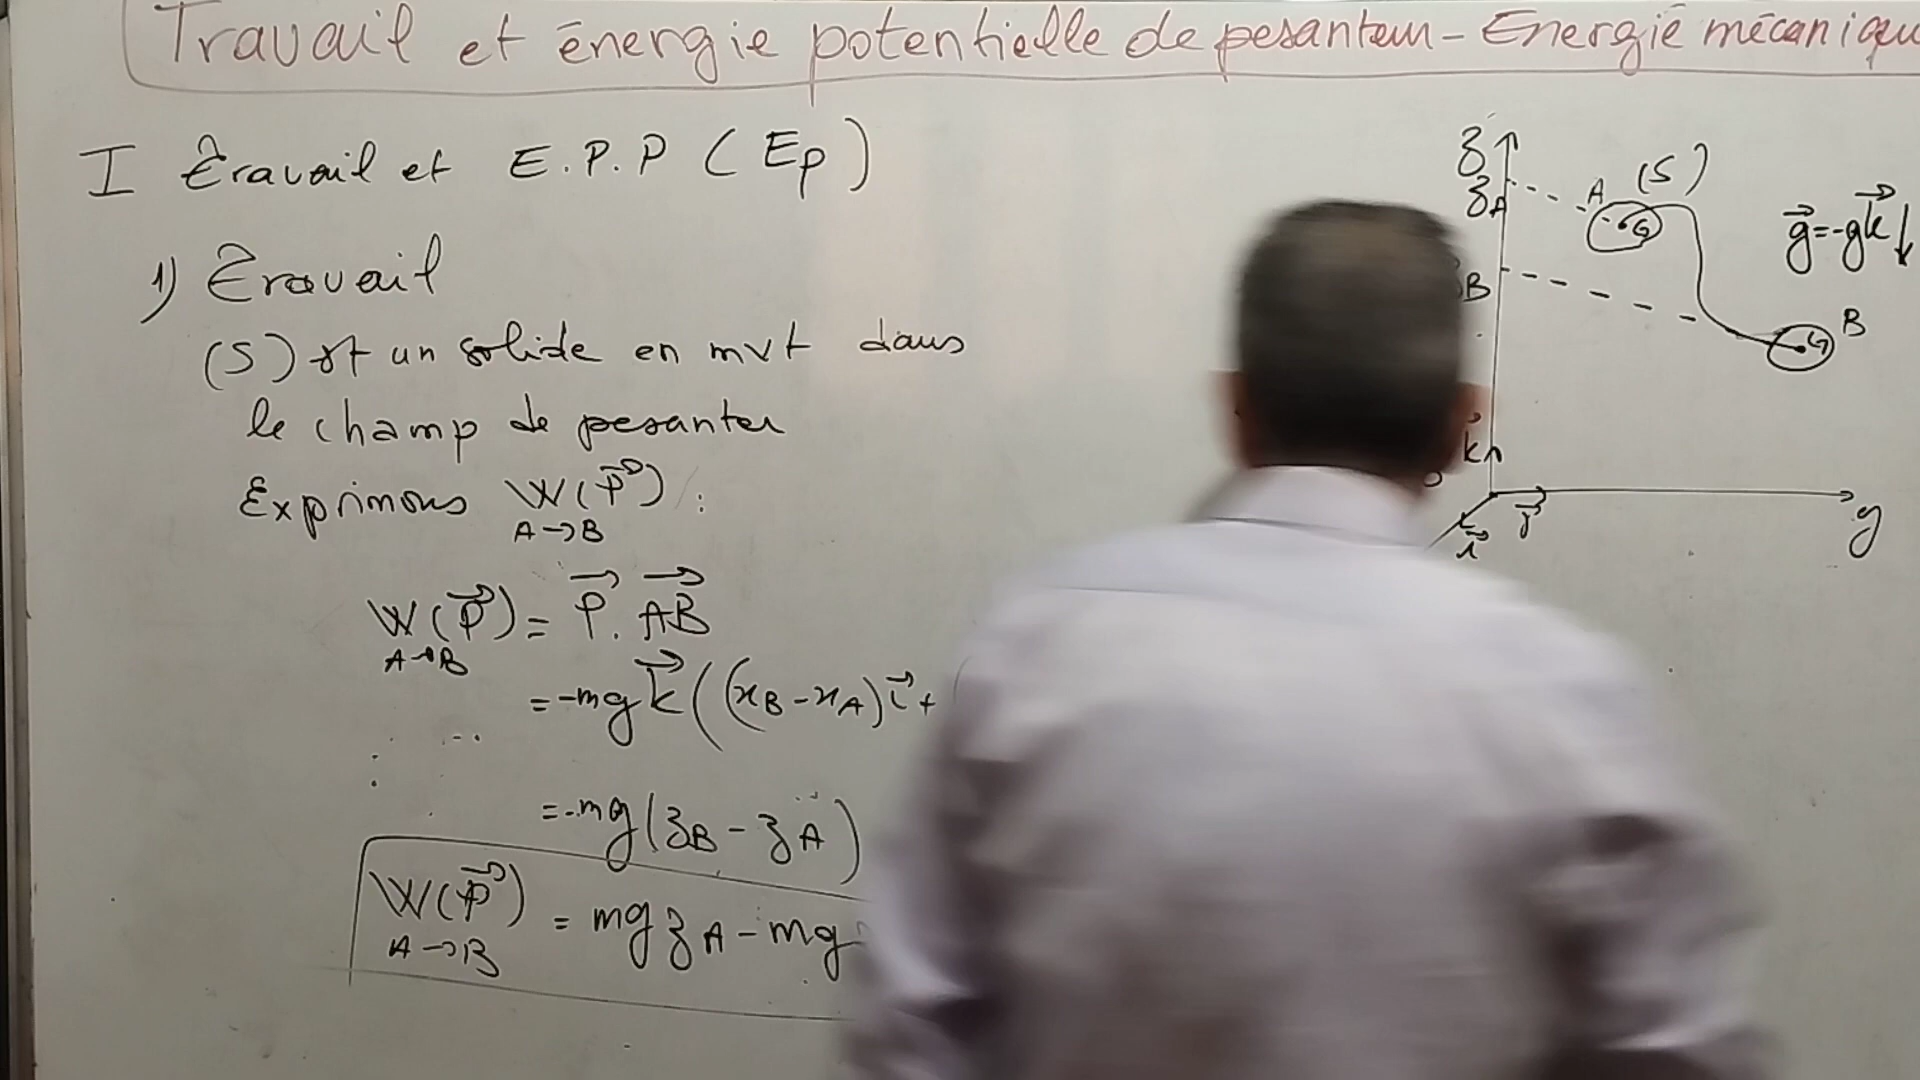 Travail et énergie potentielle de pesanteur - Energie mécanique
I Travail et E.P.P (Ep)
1) Travail
(S) est un solide en mvt dans
le champ de pesanteu
Exprimons W(P⃗) :
A→B
W(P⃗) = P⃗ . AB⃗
A→B
= -mg k⃗ ((xB - xA) i⃗ +
= -mg (zB - zA)
W(P⃗) = mg zA - mg
A→B
z
zA
A (S)
G
g⃗ = -g k⃗
B
B
G
k
j⃗
i⃗
y